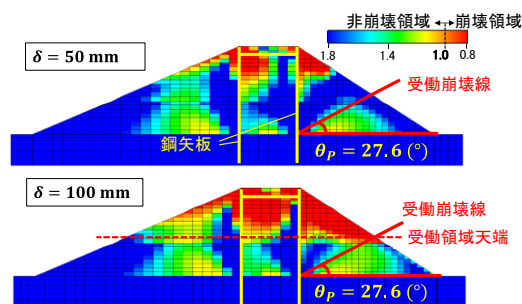 非崩壊領域 ↔ 崩壊領域
1.8 1.0 0.8
δ = 50 mm
受働崩壊線
鋼矢板
θP = 27.6 (°)
δ = 100 mm
受働崩壊線
受働領域天端
θP = 27.6 (°)